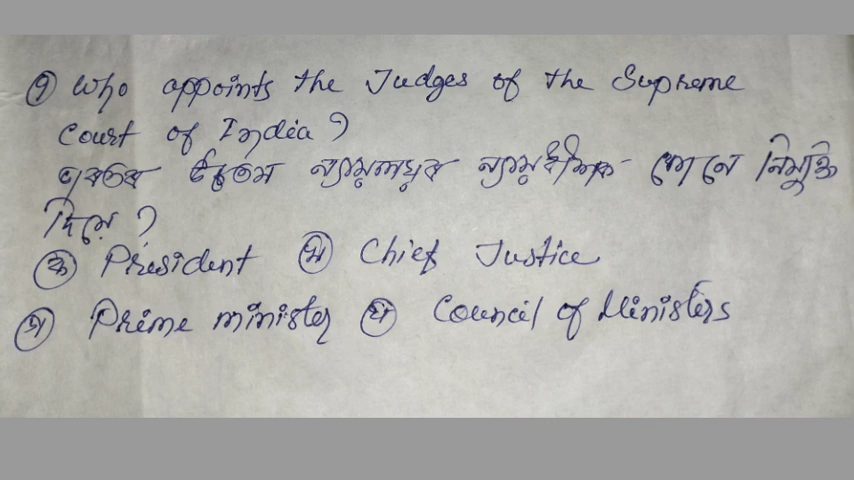 ৭ Who appoints the Judges of the Supreme
Court of India?
ভাৰতৰ উচ্চতম ন্যায়ালয়ৰ ন্যায়াধীশক কোনে নিযুক্তি
দিয়ে?
ক President খ Chief Justice
গ Prime minister ঘ Council of Ministers